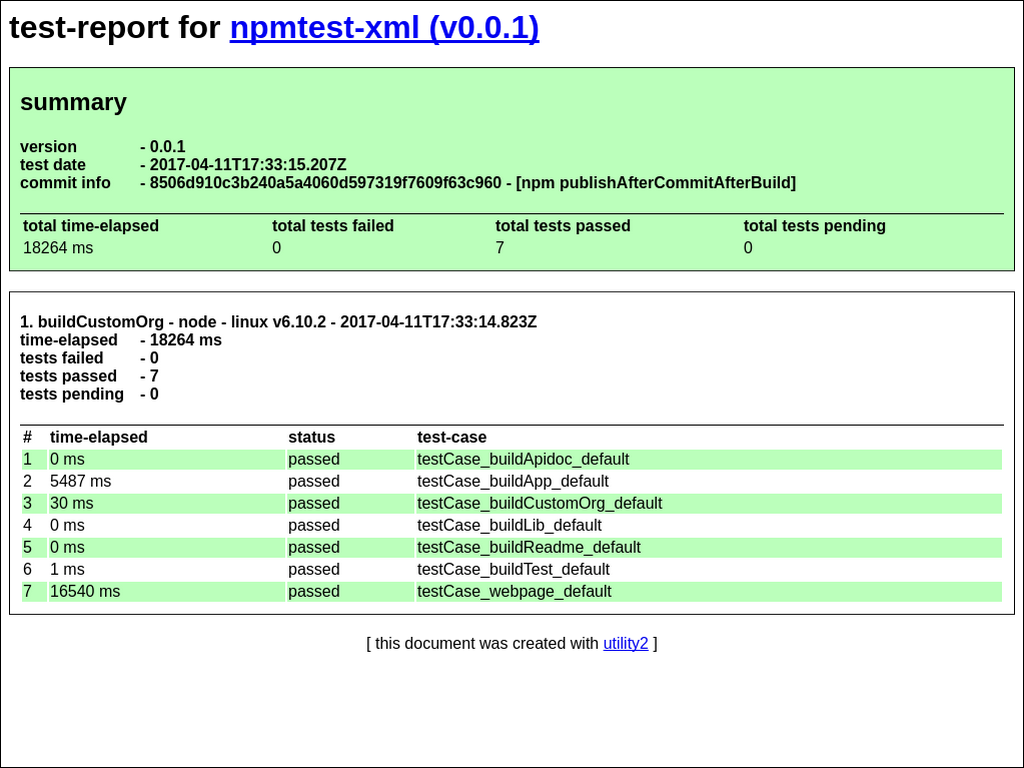 test-report for npmtest-xml (v0.0.1)
summary
version - 0.0.1
test date - 2017-04-11T17:33:15.207Z
commit info - 8506d910c3b240a5a4060d597319f7609f63c960 - [npm publishAfterCommitAfterBuild]
total time-elapsed total tests failed total tests passed total tests pending
18264 ms 0 7 0
1. buildCustomOrg - node - linux v6.10.2 - 2017-04-11T17:33:14.823Z
time-elapsed - 18264 ms
tests failed - 0
tests passed - 7
tests pending - 0
# time-elapsed status test-case
1 0 ms passed testCase_buildApidoc_default
2 5487 ms passed testCase_buildApp_default
3 30 ms passed testCase_buildCustomOrg_default
4 0 ms passed testCase_buildLib_default
5 0 ms passed testCase_buildReadme_default
6 1 ms passed testCase_buildTest_default
7 16540 ms passed testCase_webpage_default
[ this document was created with utility2 ]